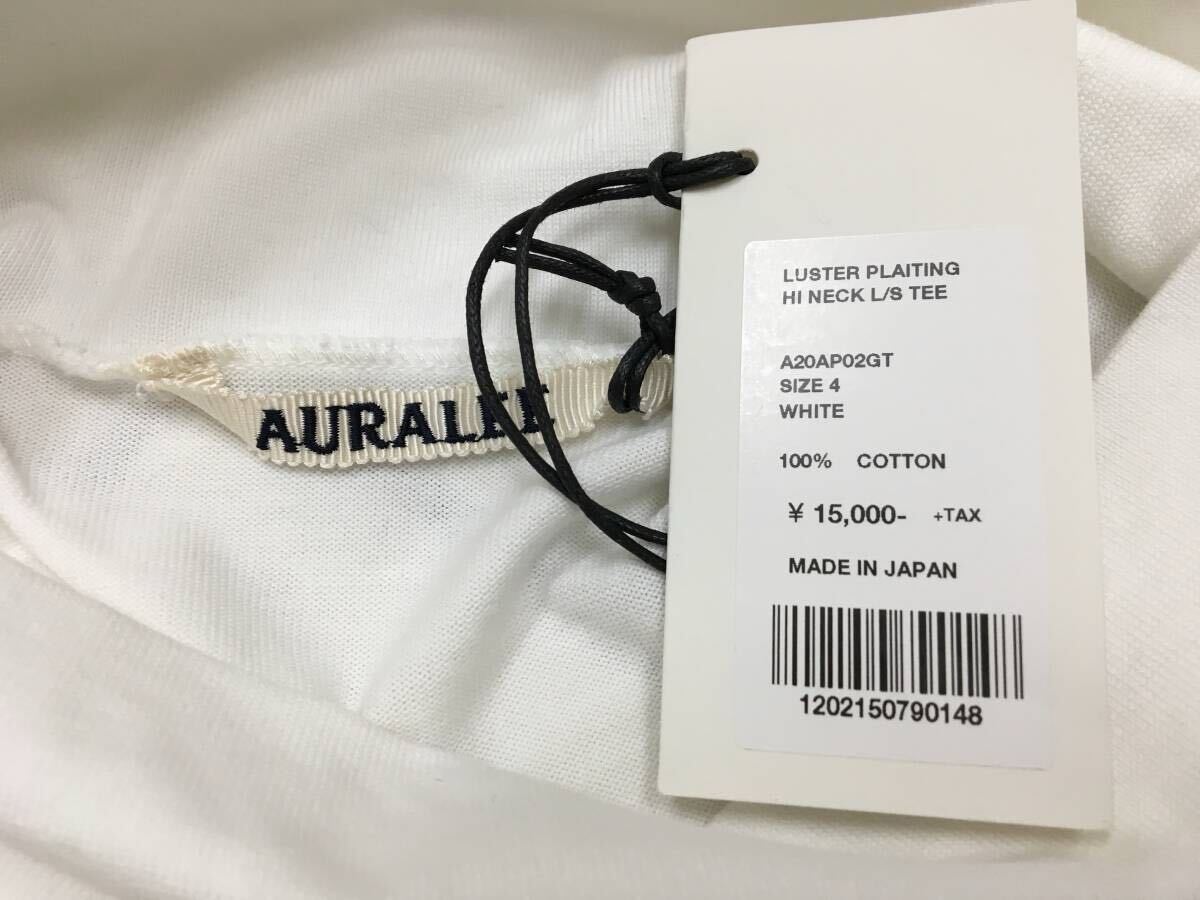 AURALEE
LUSTER PLAITING
HI NECK L/S TEE
A20AP02GT
SIZE 4
WHITE
100% COTTON
¥ 15,000- +TAX
MADE IN JAPAN
1202150790148